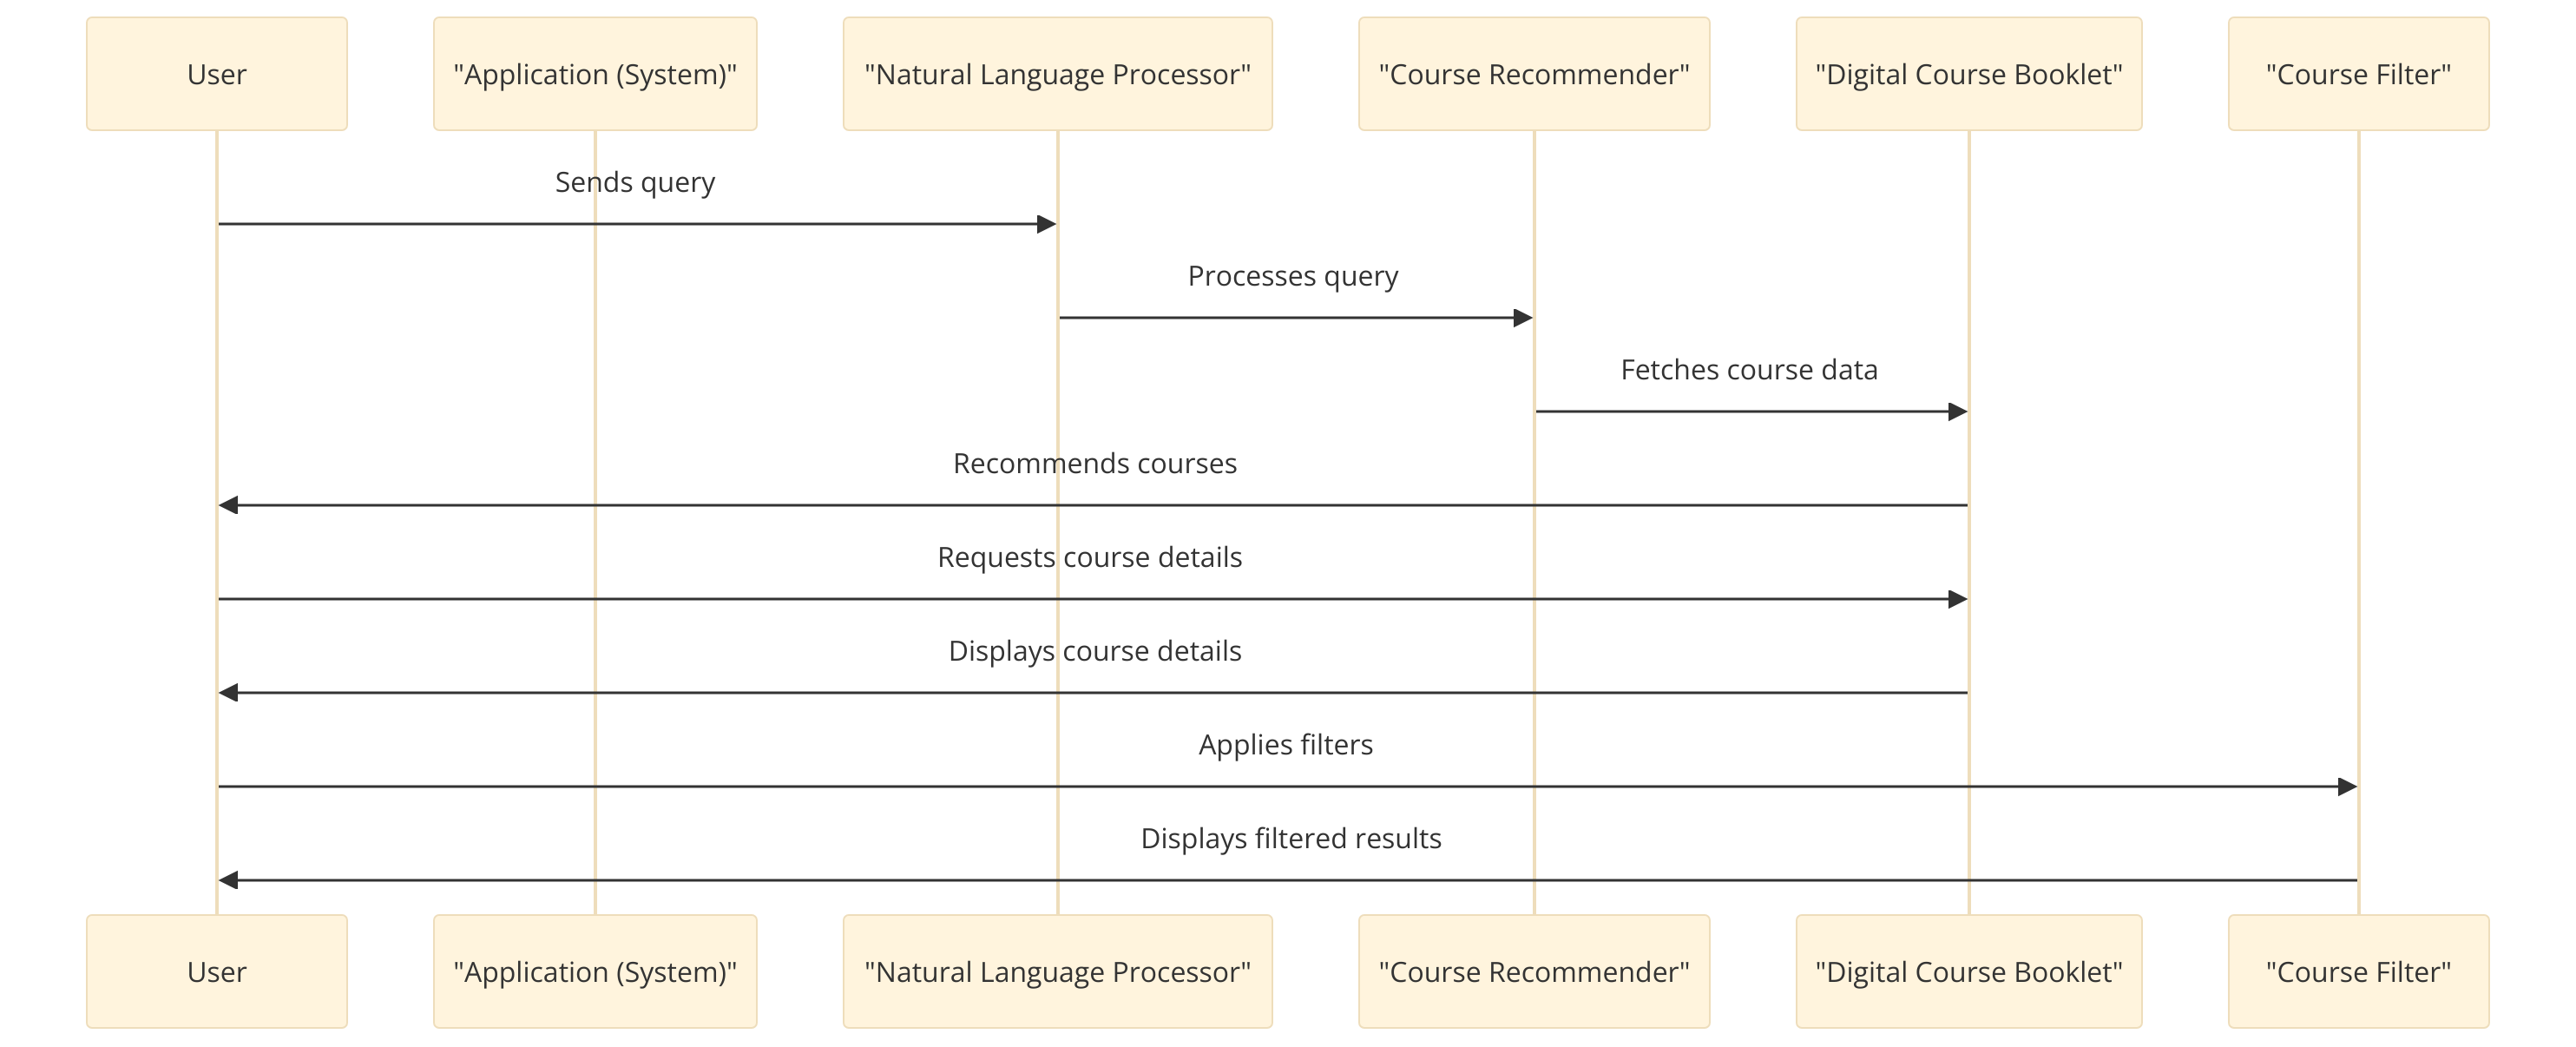 User
"Application (System)"
"Natural Language Processor"
"Course Recommender"
"Digital Course Booklet"
"Course Filter"
Sends query
Processes query
Fetches course data
Recommends courses
Requests course details
Displays course details
Applies filters
Displays filtered results
User
"Application (System)"
"Natural Language Processor"
"Course Recommender"
"Digital Course Booklet"
"Course Filter"